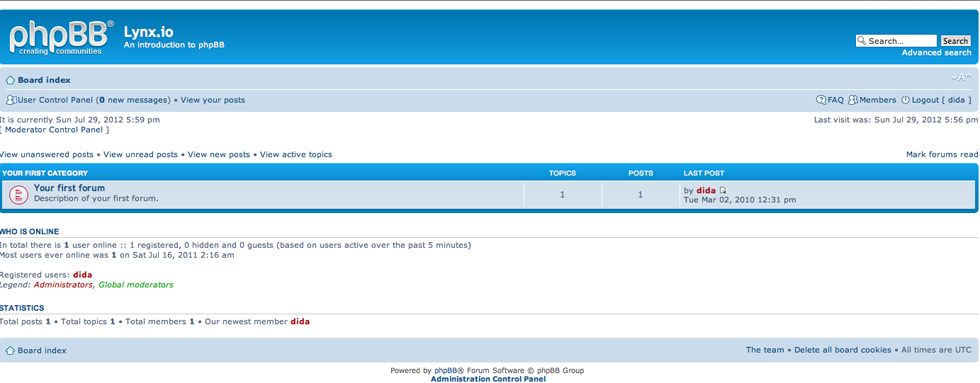 phpBB®
creating communities
Lynx.io
An introduction to phpBB
Search... Search
Advanced search
Board index
User Control Panel (0 new messages) • View your posts
FAQ Members Logout [ dida ]
It is currently Sun Jul 29, 2012 5:59 pm
Last visit was: Sun Jul 29, 2012 5:56 pm
[ Moderator Control Panel ]
View unanswered posts • View unread posts • View new posts • View active topics
Mark forums read
YOUR FIRST CATEGORY TOPICS POSTS LAST POST
Your first forum
Description of your first forum.
1 1
by dida
Tue Mar 02, 2010 12:31 pm
WHO IS ONLINE
In total there is 1 user online :: 1 registered, 0 hidden and 0 guests (based on users active over the past 5 minutes)
Most users ever online was 1 on Sat Jul 16, 2011 2:16 am
Registered users: dida
Legend: Administrators, Global moderators
STATISTICS
Total posts 1 • Total topics 1 • Total members 1 • Our newest member dida
Board index
The team • Delete all board cookies • All times are UTC
Powered by phpBB® Forum Software © phpBB Group
Administration Control Panel